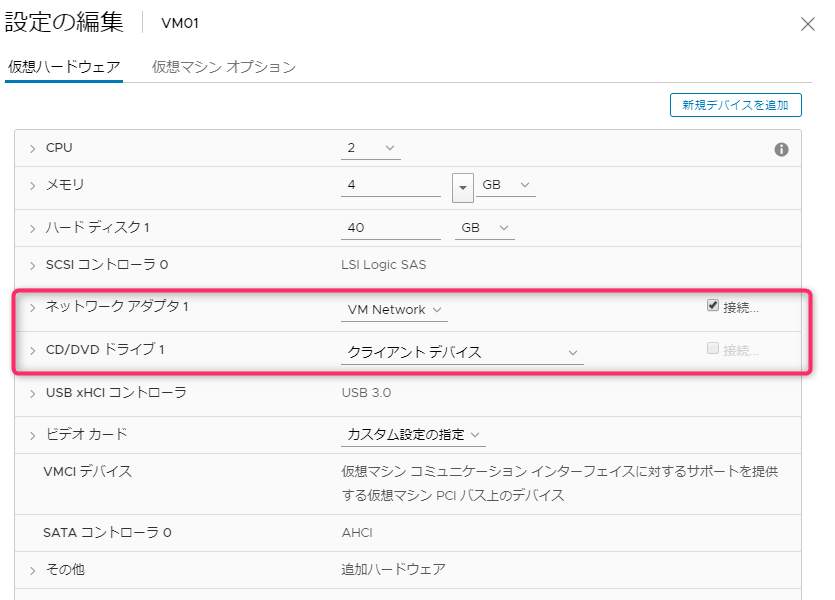 設定の編集 VM01
仮想ハードウェア 仮想マシン オプション
新規デバイスを追加
CPU 2
メモリ 4 GB
ハード ディスク 1 40 GB
SCSI コントローラ 0 LSI Logic SAS
ネットワーク アダプタ 1 VM Network 接続...
CD/DVD ドライブ 1 クライアント デバイス 接続...
USB xHCI コントローラ USB 3.0
ビデオ カード カスタム設定の指定
VMCI デバイス 仮想マシン コミュニケーション インターフェイスに対するサポートを提供
する仮想マシン PCI バス上のデバイス
SATA コントローラ 0 AHCI
その他 追加ハードウェア